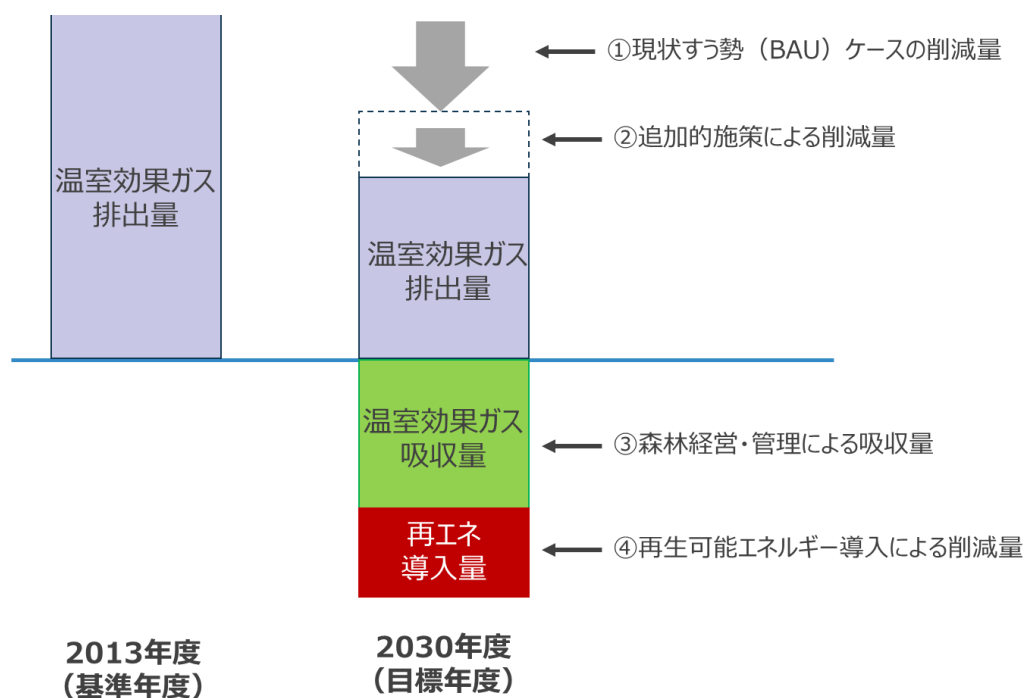 ①現状すう勢（BAU）ケースの削減量
②追加的施策による削減量
温室効果ガス
排出量
温室効果ガス
排出量
温室効果ガス
吸収量
③森林経営・管理による吸収量
再エネ
導入量
④再生可能エネルギー導入による削減量
2013年度
（基準年度）
2030年度
（目標年度）